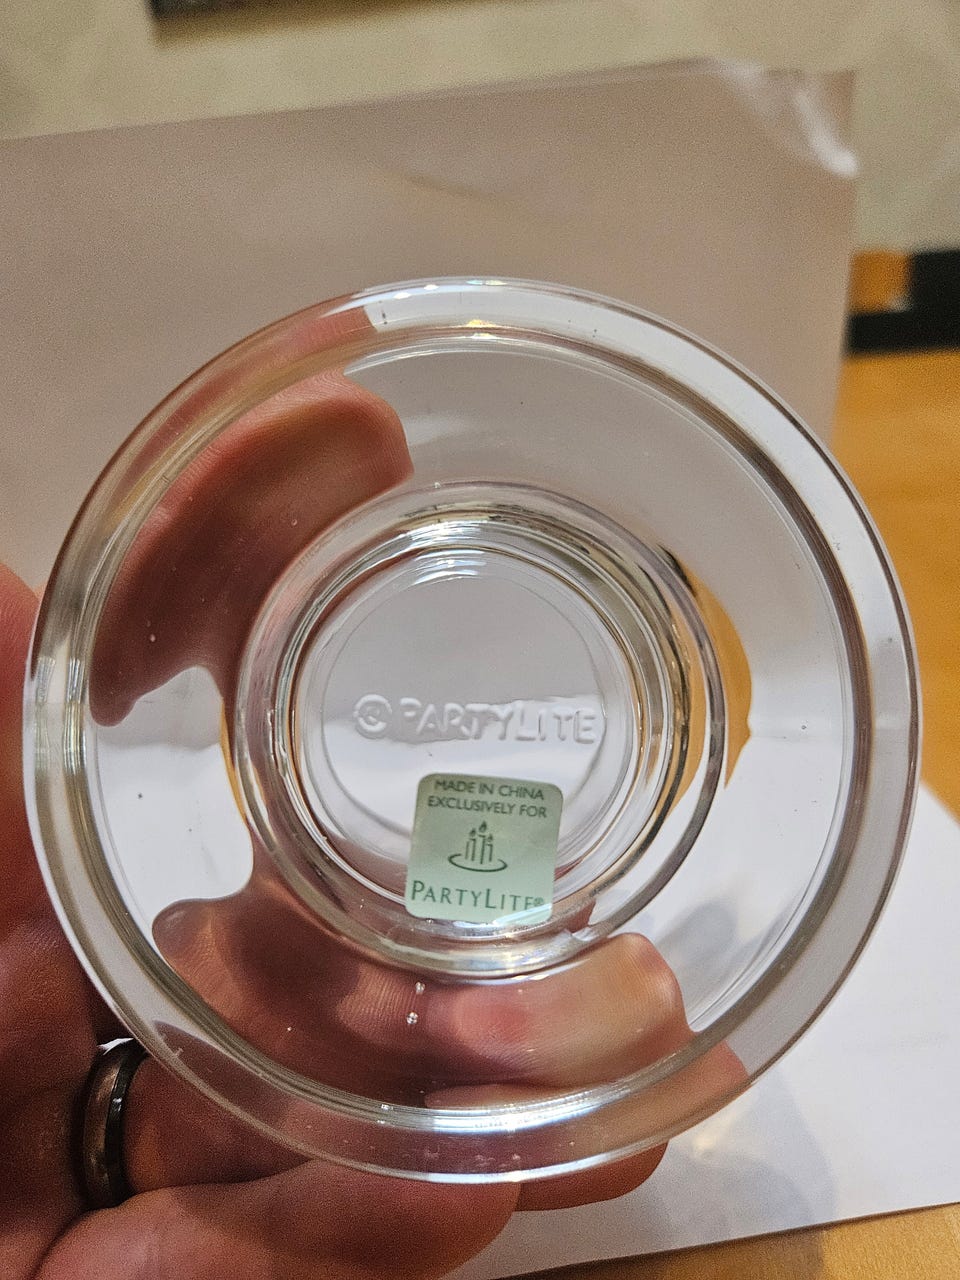 © PARTYLITE
MADE IN CHINA
EXCLUSIVELY FOR
PARTYLITE®